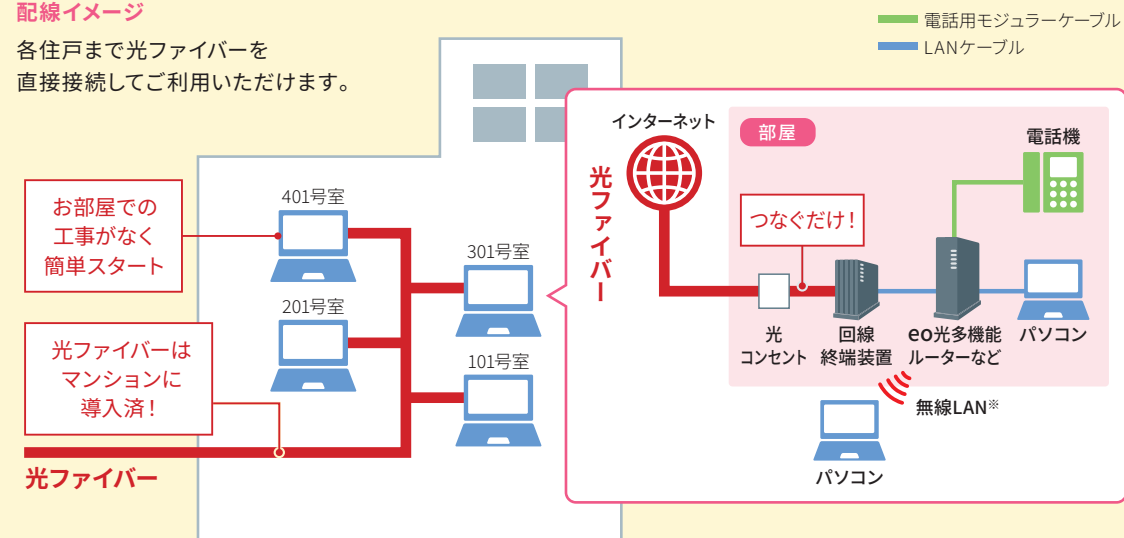 配線イメージ
各住戸まで光ファイバーを
直接接続してご利用いただけます。
電話用モジュラーケーブル
LANケーブル
お部屋での
工事がなく
簡単スタート
光ファイバーは
マンションに
導入済！
光ファイバー
401号室
301号室
201号室
101号室
光ファイバー
インターネット
部屋
電話機
つなぐだけ！
光
コンセント
回線
終端装置
eo光多機能
ルーターなど
パソコン
無線LAN※
パソコン